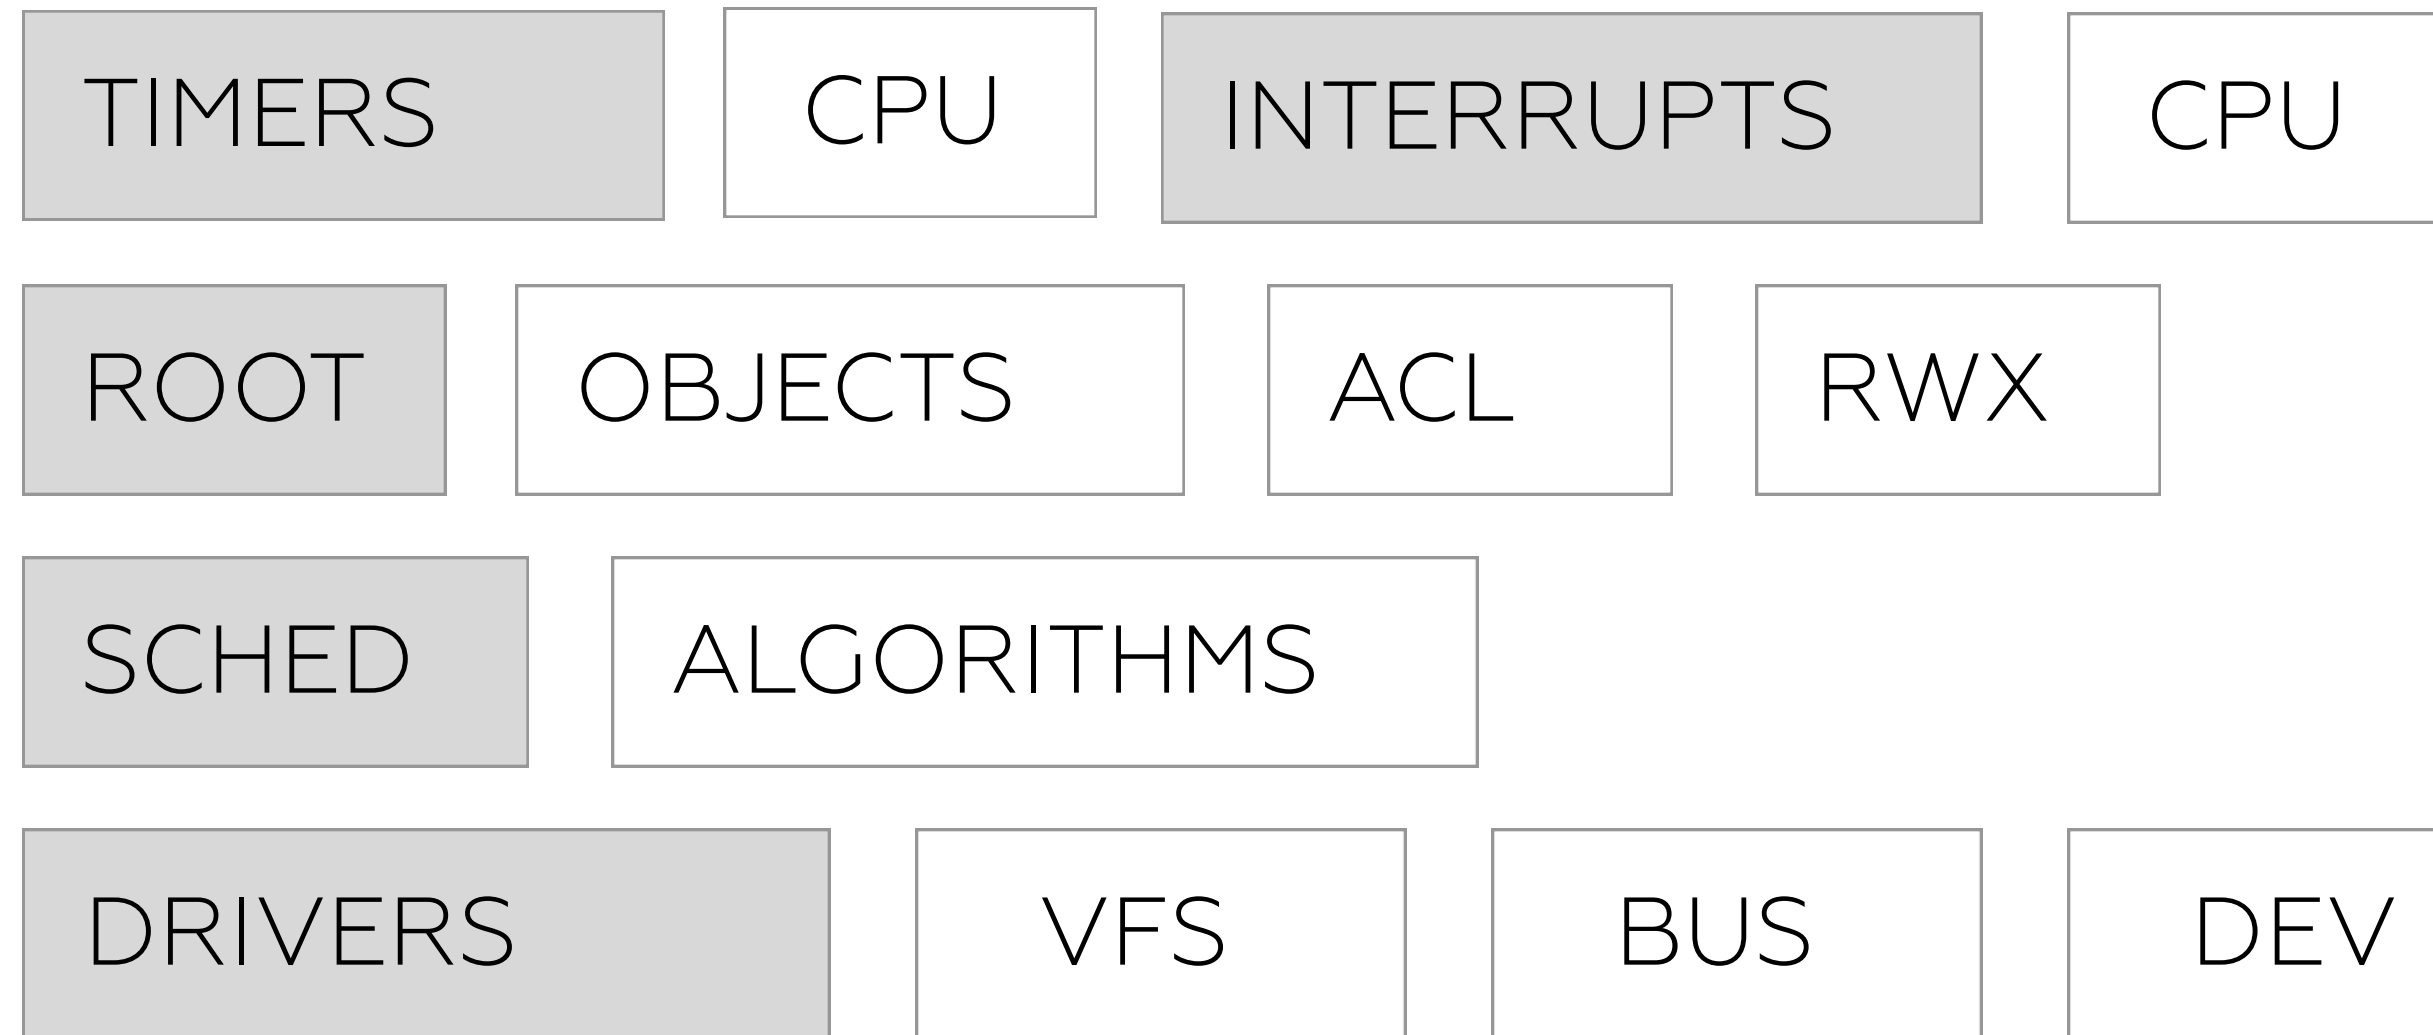 TIMERS CPU INTERRUPTS CPU
ROOT OBJECTS ACL RWX
SCHED ALGORITHMS
DRIVERS VFS BUS DEV